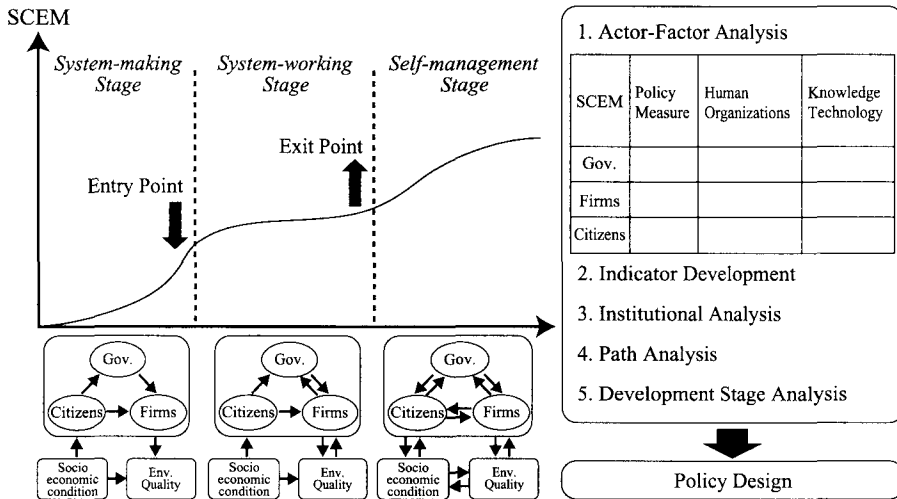 SCEM
System-making
Stage
System-working
Stage
Self-management
Stage
Entry Point
Exit Point
Gov.
Citizens
Firms
Socio
economic
condition
Env.
Quality
Gov.
Citizens
Firms
Socio
economic
condition
Env.
Quality
Gov.
Citizens
Firms
Socio
economic
condition
Env.
Quality
1. Actor-Factor Analysis
SCEM
Policy
Measure
Human
Organizations
Knowledge
Technology
Gov.
Firms
Citizens
2. Indicator Development
3. Institutional Analysis
4. Path Analysis
5. Development Stage Analysis
Policy Design